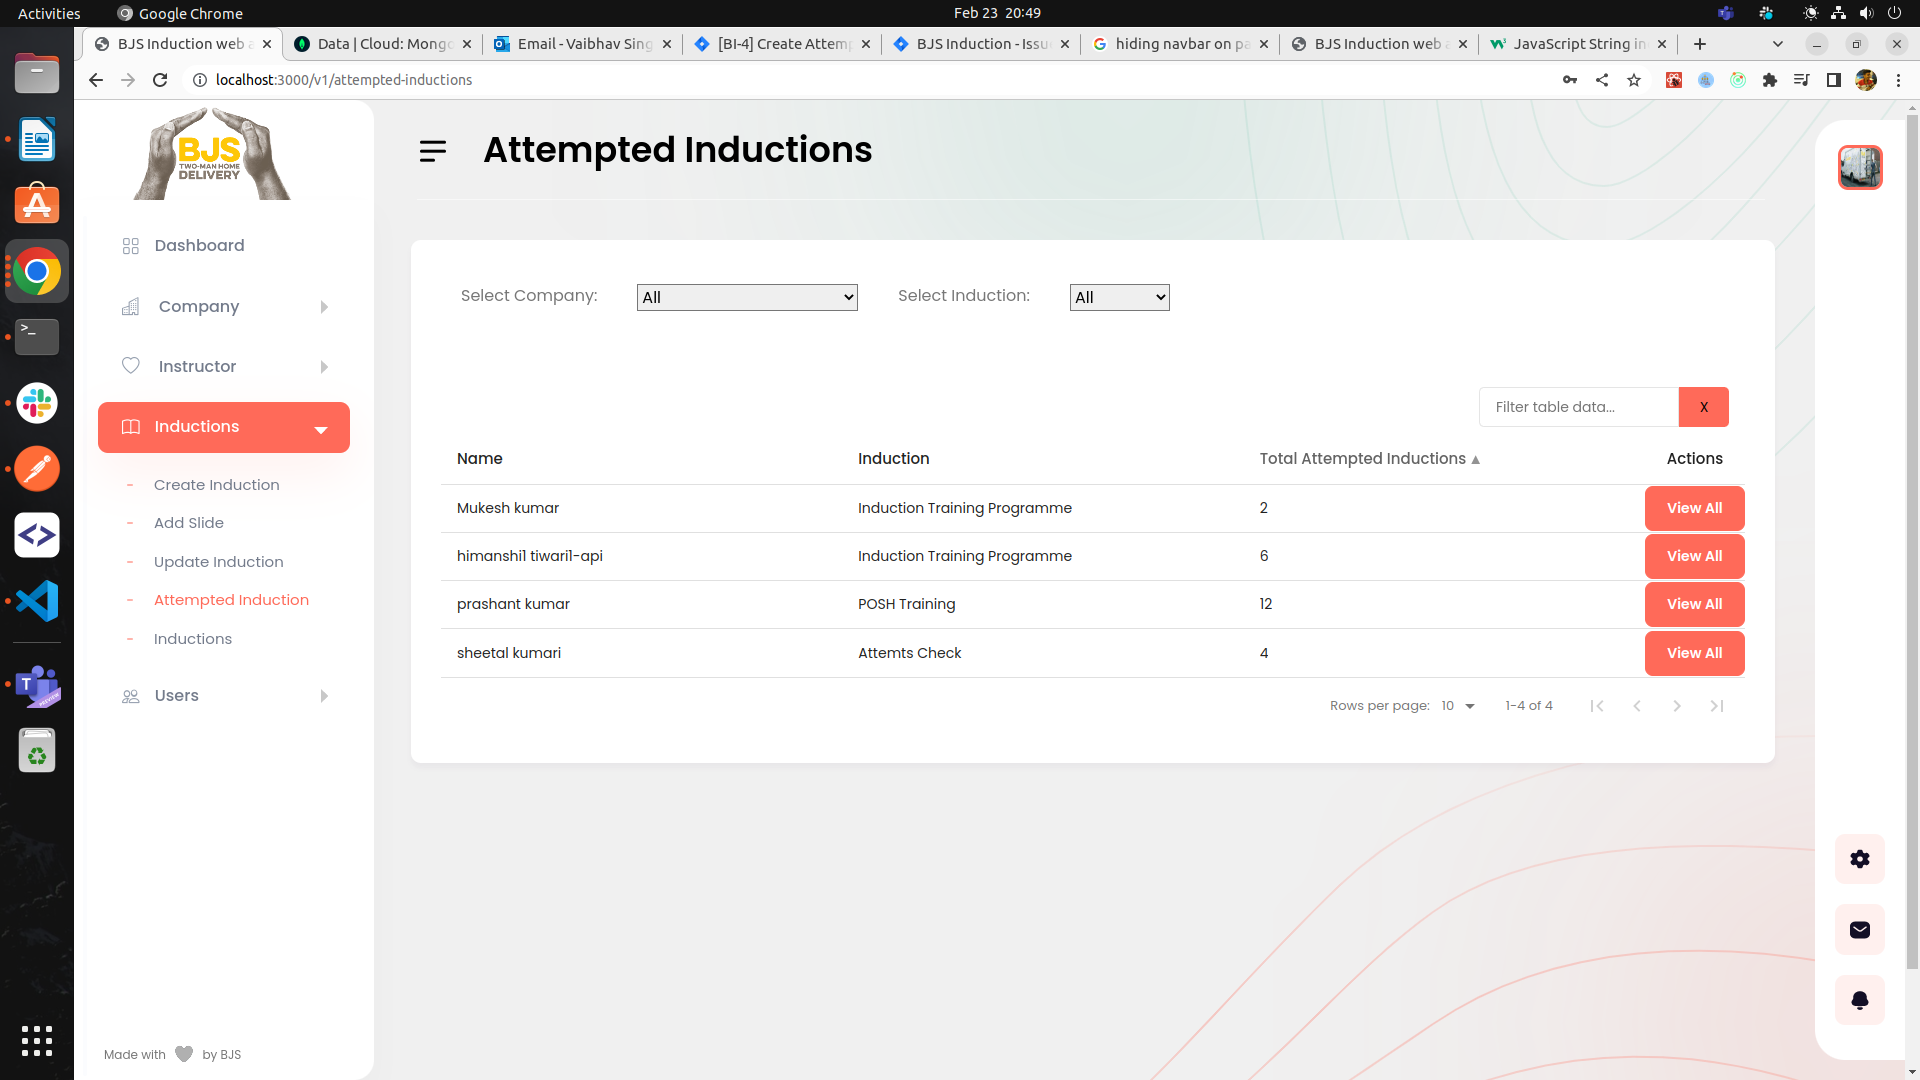 Activities Google Chrome Feb 23 20:49
BJS Induction web a Data | Cloud: Mongo Email - Vaibhav Sing [BI-4] Create Attemp BJS Induction - Issu hiding navbar on pa BJS Induction web a JavaScript String in
localhost:3000/v1/attempted-inductions
BJS
TWO-MAN HOME
DELIVERY
Attempted Inductions
Dashboard
Company
Instructor
Inductions
- Create Induction
- Add Slide
- Update Induction
- Attempted Induction
- Inductions
Users
Made with by BJS
Select Company: All Select Induction: All
Filter table data... X
Name Induction Total Attempted Inductions ▲ Actions
Mukesh kumar Induction Training Programme 2 View All
himanshi1 tiwari1-api Induction Training Programme 6 View All
prashant kumar POSH Training 12 View All
sheetal kumari Attemts Check 4 View All
Rows per page: 10 1-4 of 4